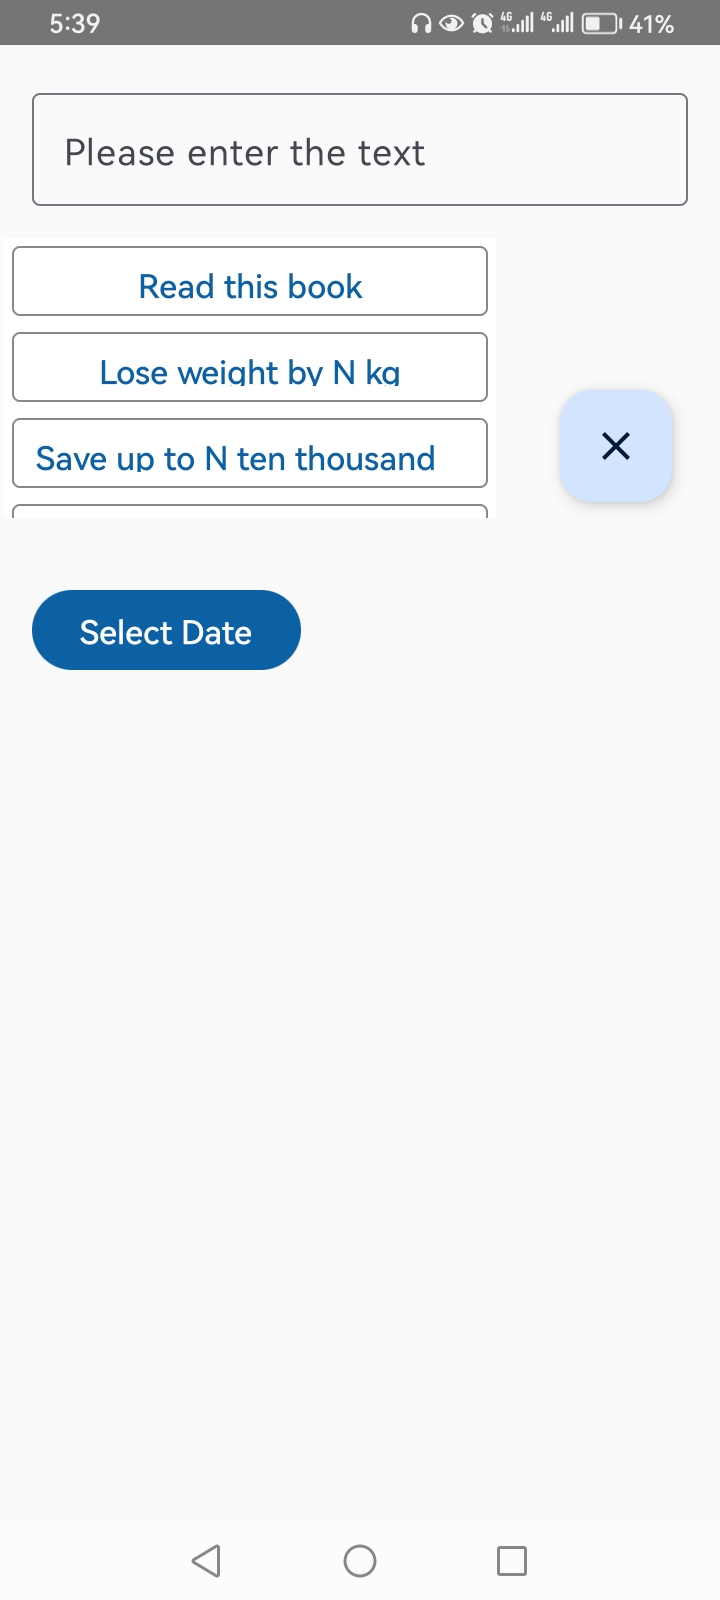 5:39
4G 4G 41%
Please enter the text
Read this book
Lose weight by N kg
Save up to N ten thousand
Select Date